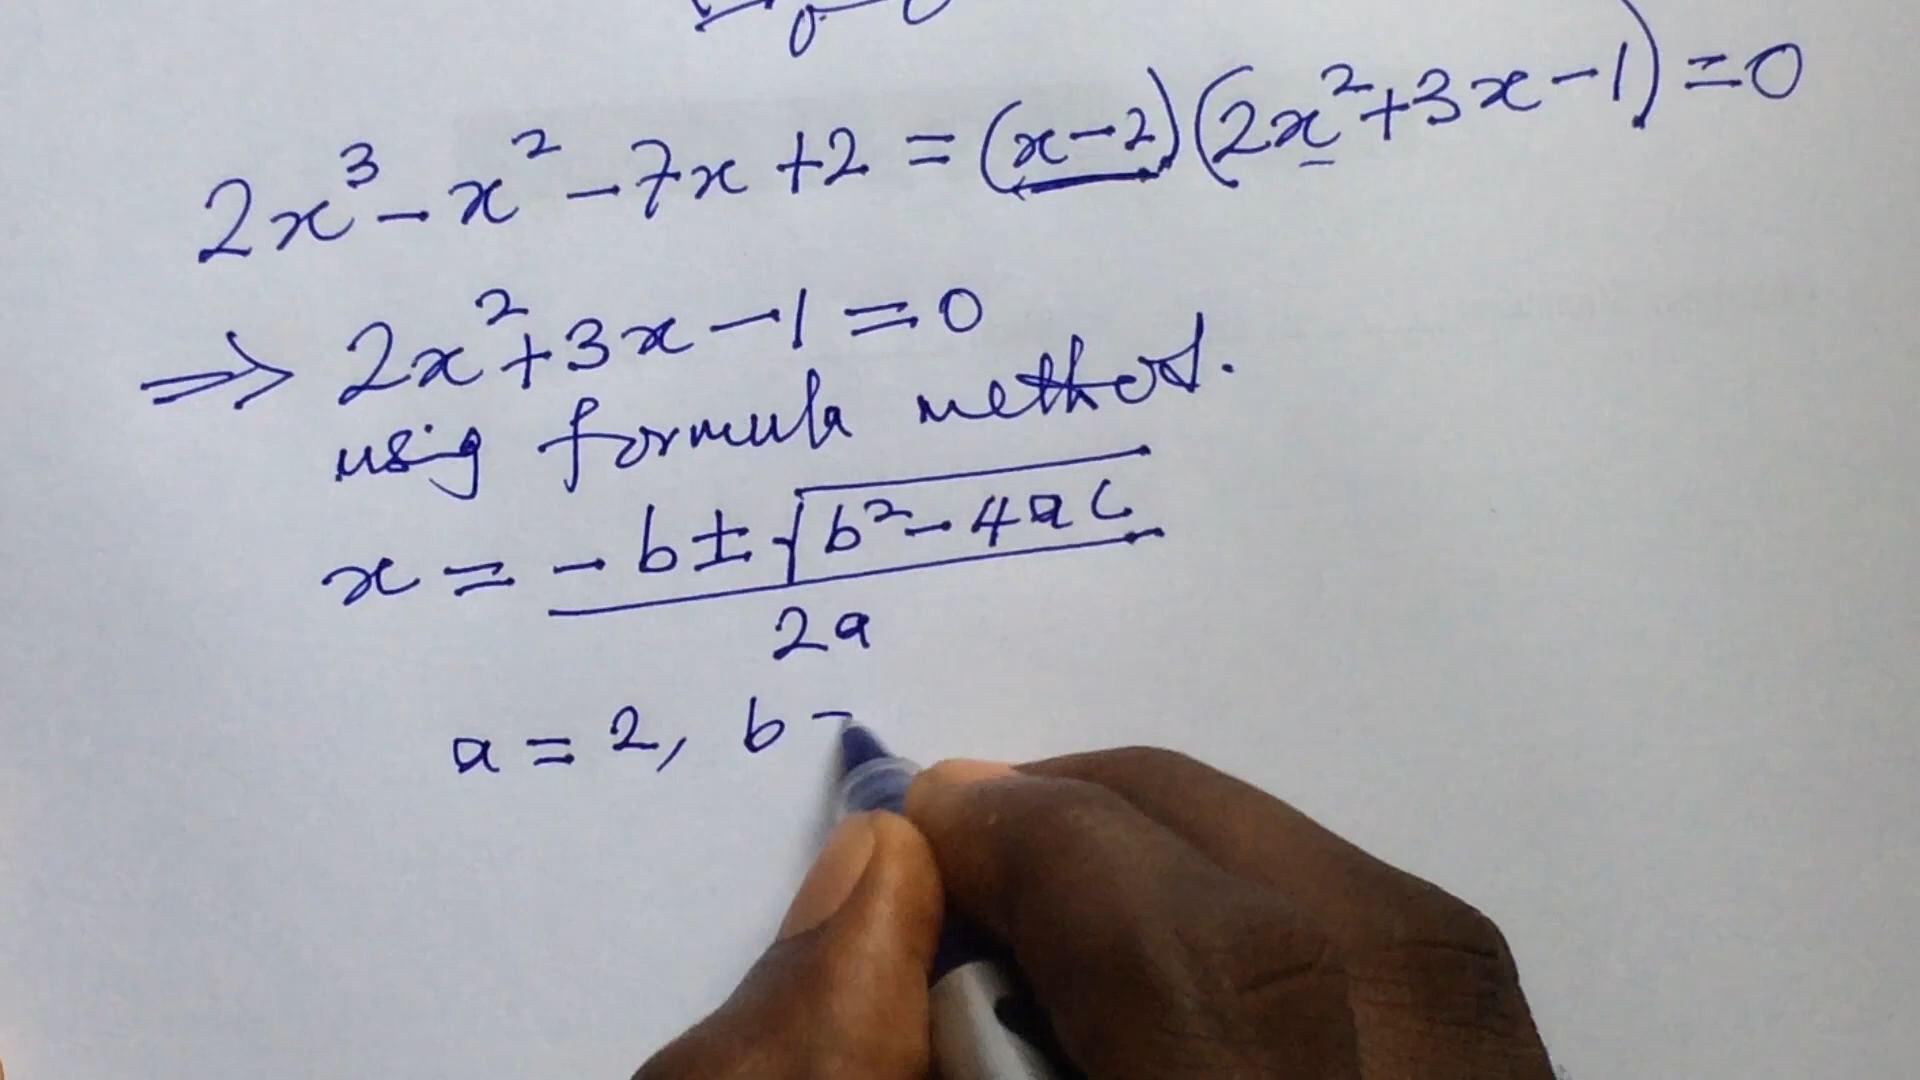 2x³ - x² - 7x + 2 = (x - 2)(2x² + 3x - 1) = 0
⇒ 2x² + 3x - 1 = 0
using formula method.
x = -b ± √b² - 4ac
2a
a = 2, b =